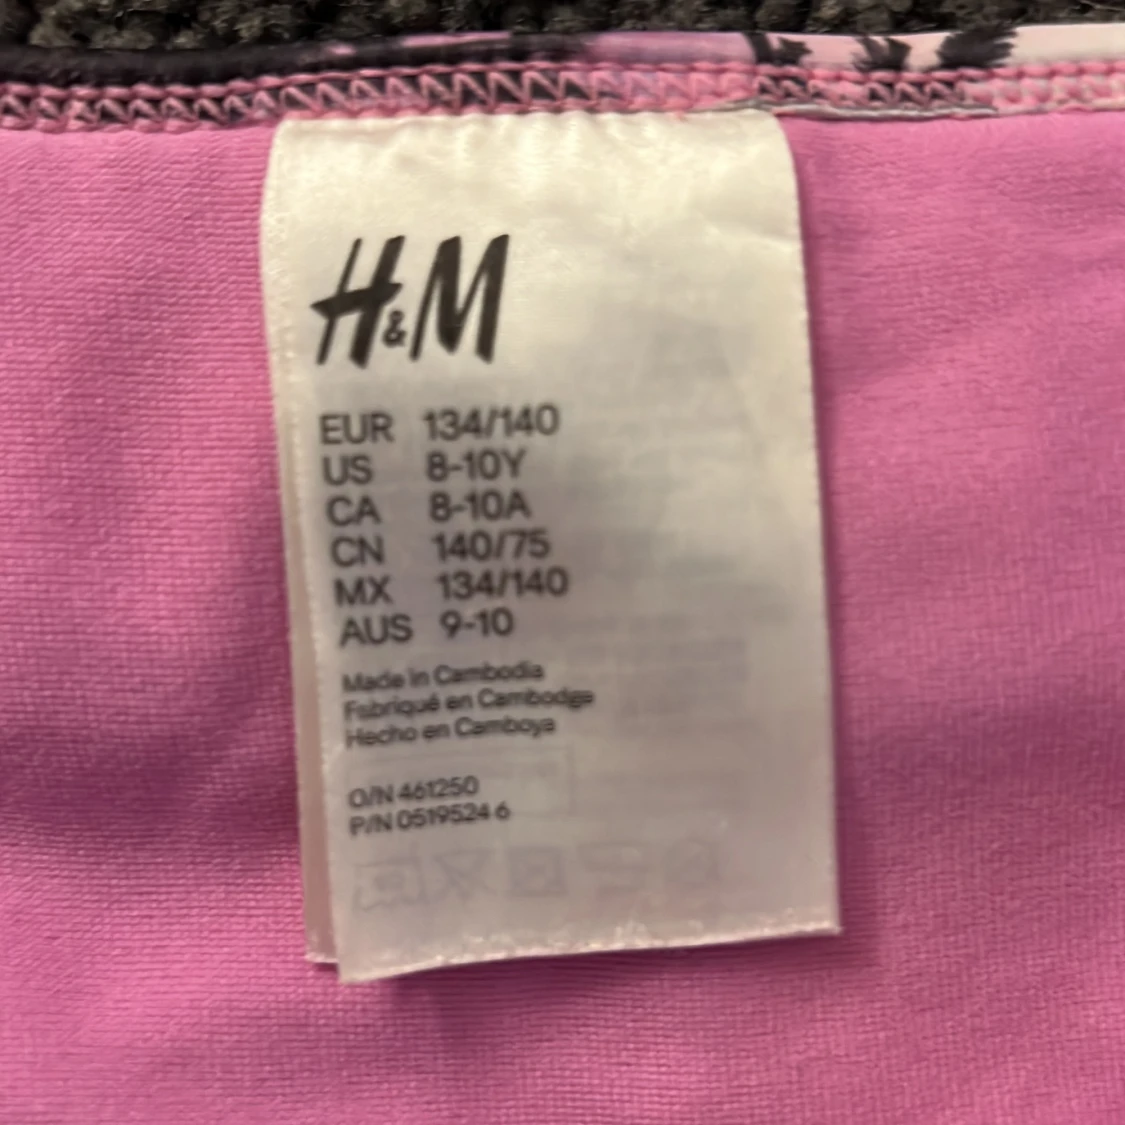 H&M
EUR 134/140
US 8-10Y
CA 8-10A
CN 140/75
MX 134/140
AUS 9-10
Made in Cambodia
Fabriqué en Cambodge
Hecho en Camboya
O/N 461250
P/N 0519524 6